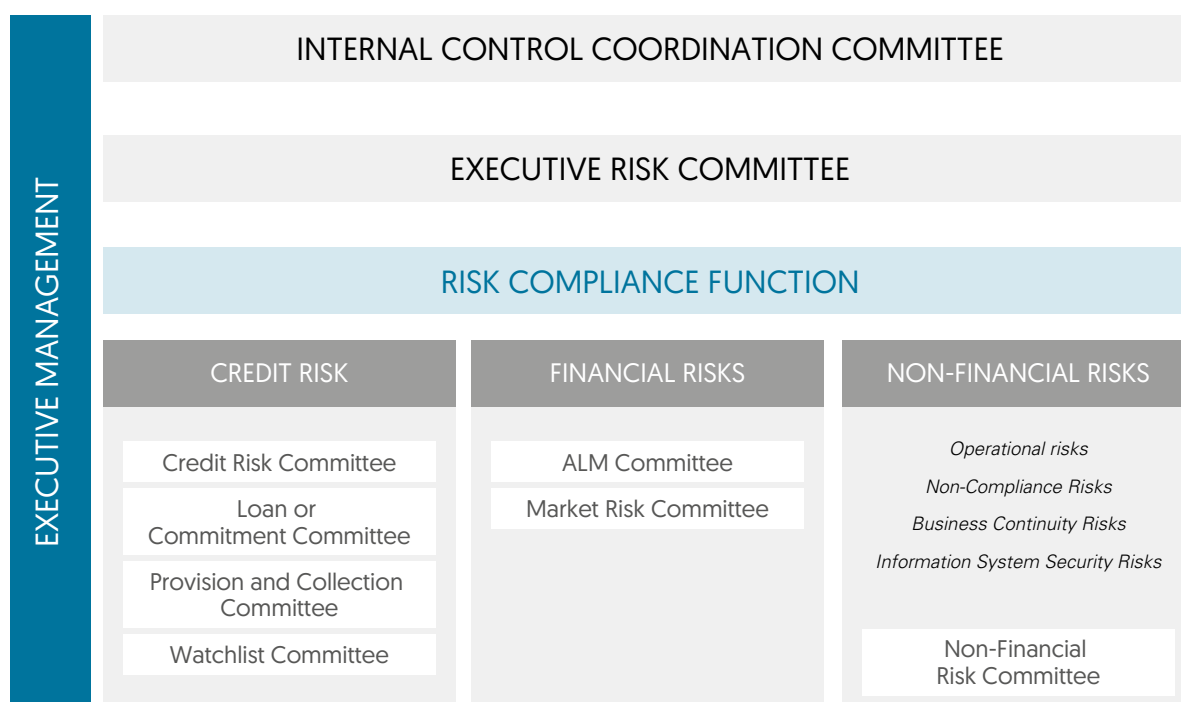 EXECUTIVE MANAGEMENT
INTERNAL CONTROL COORDINATION COMMITTEE
EXECUTIVE RISK COMMITTEE
RISK COMPLIANCE FUNCTION
CREDIT RISK
Credit Risk Committee
Loan or
Commitment Committee
Provision and Collection
Committee
Watchlist Committee
FINANCIAL RISKS
ALM Committee
Market Risk Committee
NON-FINANCIAL RISKS
Operational risks
Non-Compliance Risks
Business Continuity Risks
Information System Security Risks
Non-Financial
Risk Committee